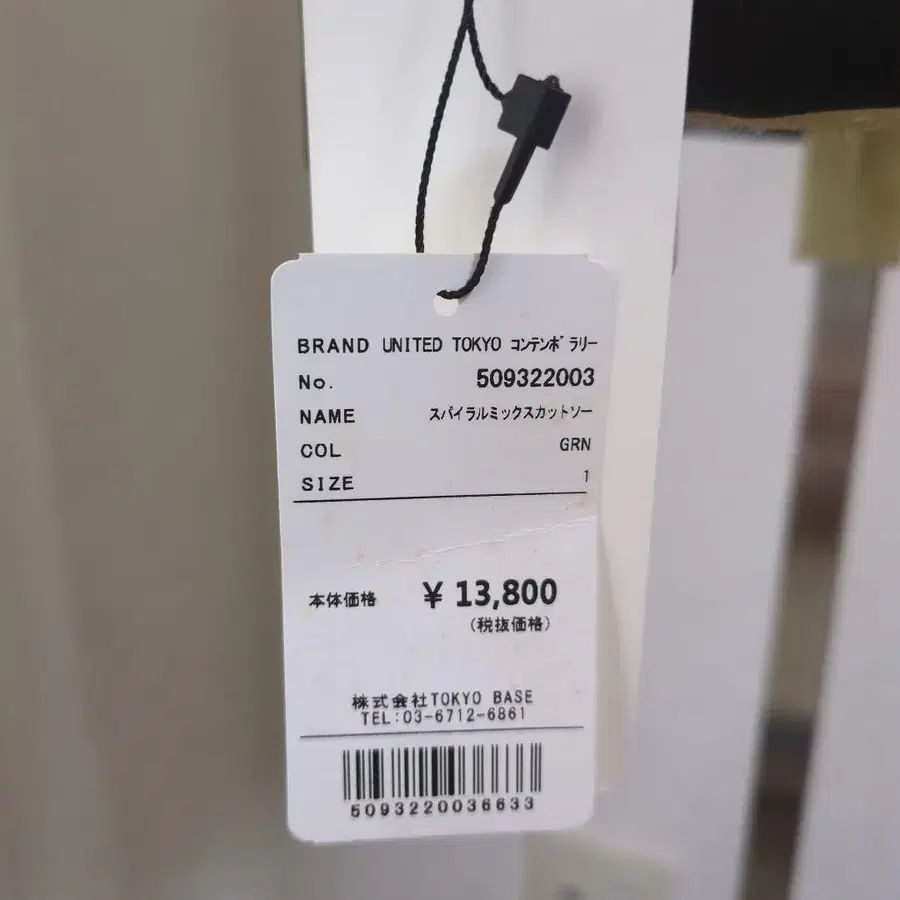 BRAND UNITED TOKYO コンテンポラリー
No. 509322003
NAME スパイラルミックスカットソー
COL GRN
SIZE 1
本体価格 ¥ 13,800
(税抜価格)
株式会社TOKYO BASE
TEL:03-6712-6861
5093220036633